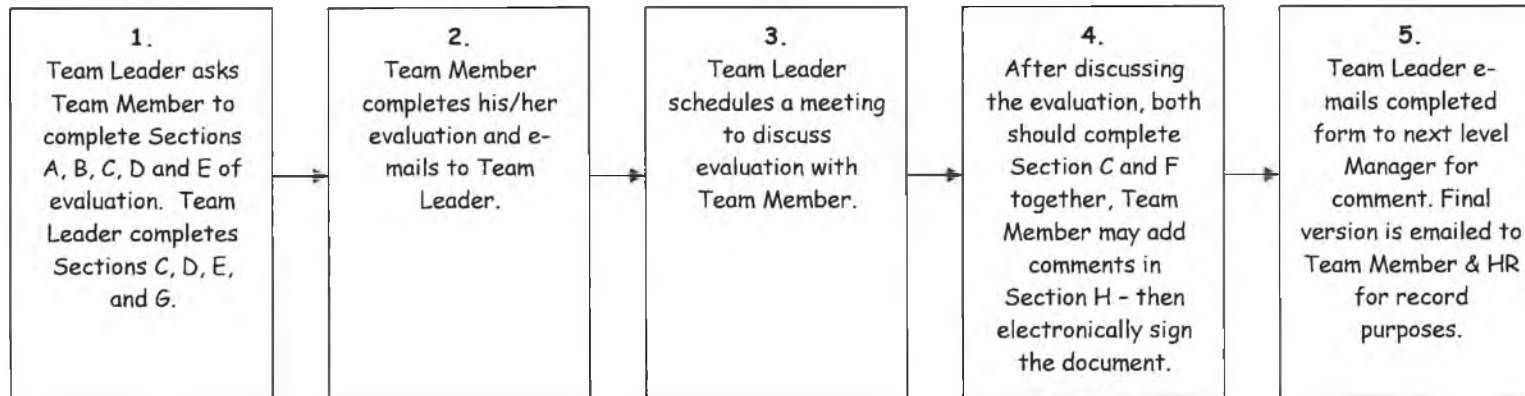 1.
Team Leader asks
Team Member to
complete Sections
A, B, C, D and E of
evaluation. Team
Leader completes
Sections C, D, E,
and G.
2.
Team Member
completes his/her
evaluation and e-
mails to Team
Leader.
3.
Team Leader
schedules a meeting
to discuss
evaluation with
Team Member.
4.
After discussing
the evaluation, both
should complete
Section C and F
together, Team
Member may add
comments in
Section H - then
electronically sign
the document.
5.
Team Leader e-
mails completed
form to next level
Manager for
comment. Final
version is emailed to
Team Member & HR
for record
purposes.